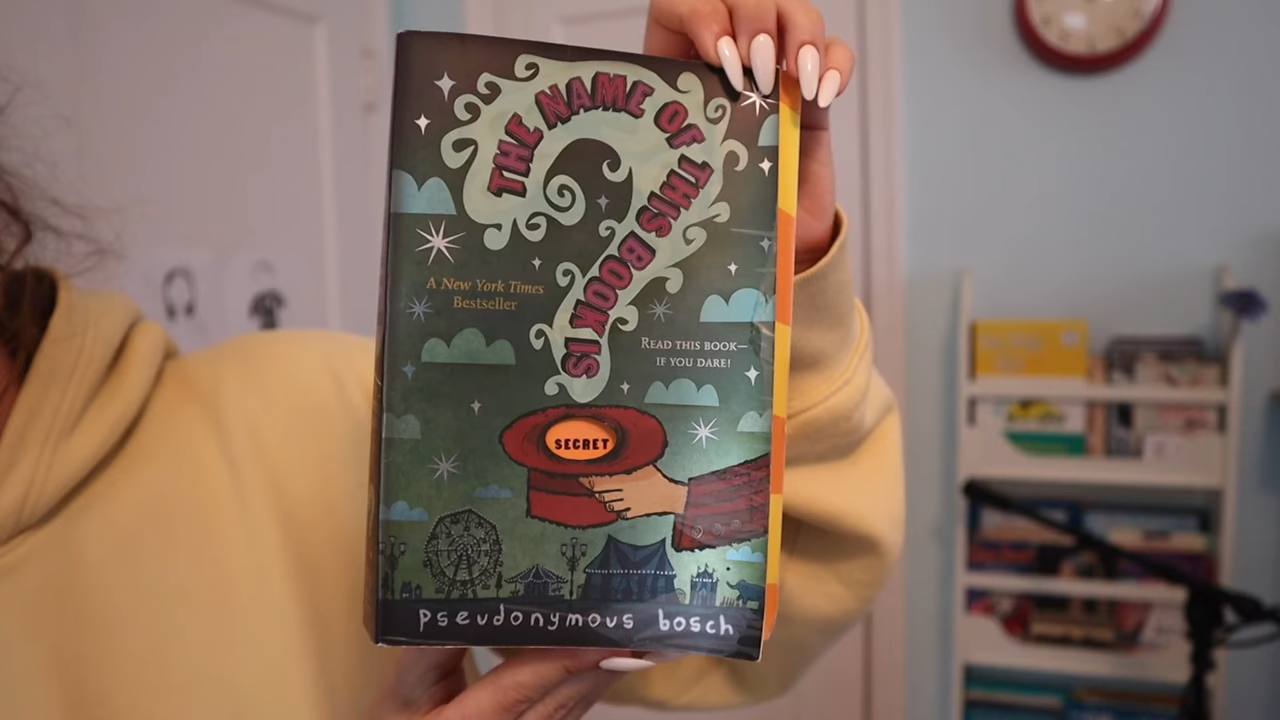 THE NAME OF THIS BOOK IS
SECRET
A New York Times
Bestseller
READ THIS BOOK—
IF YOU DARE!
pseudonymous bosch